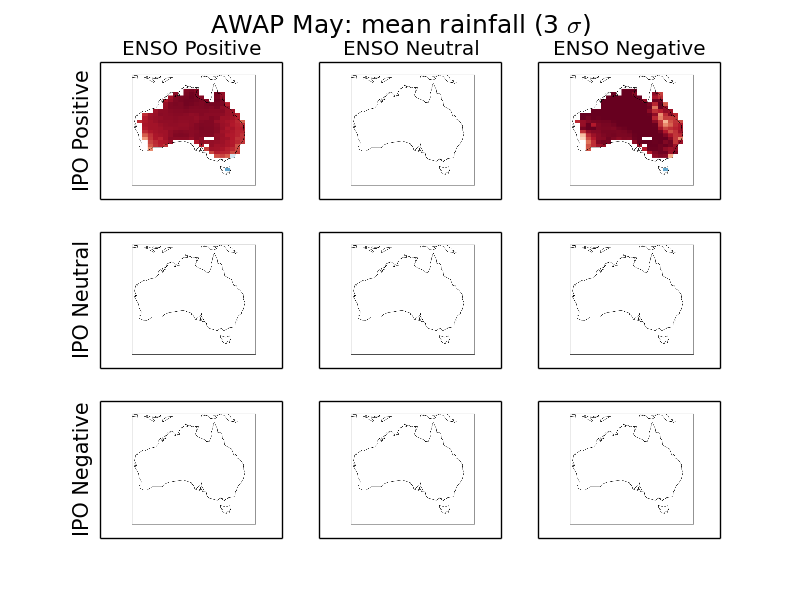 AWAP May: mean rainfall (3 σ)
ENSO Positive
ENSO Neutral
ENSO Negative
IPO Positive
IPO Neutral
IPO Negative